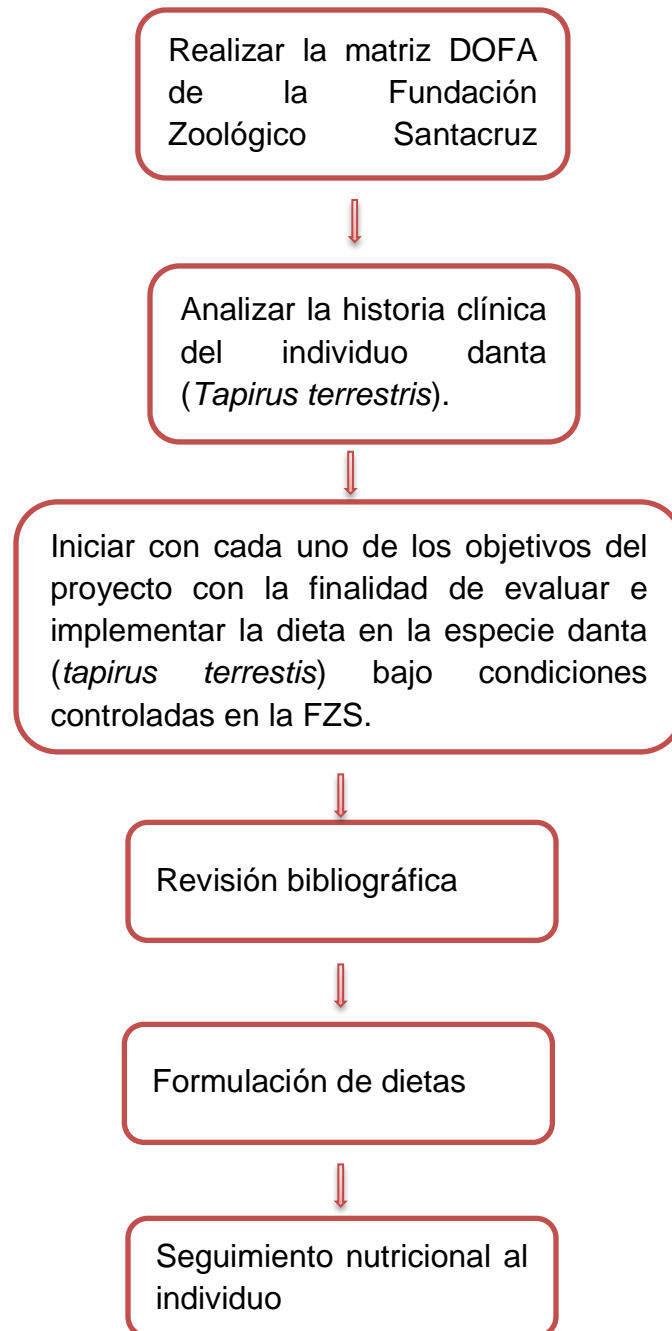 Realizar la matriz DOFA
de la Fundación
Zoológico Santacruz
Analizar la historia clínica
del individuo danta
(Tapirus terrestris).
Iniciar con cada uno de los objetivos del
proyecto con la finalidad de evaluar e
implementar la dieta en la especie danta
(tapirus terrestis) bajo condiciones
controladas en la FZS.
Revisión bibliográfica
Formulación de dietas
Seguimiento nutricional al
individuo